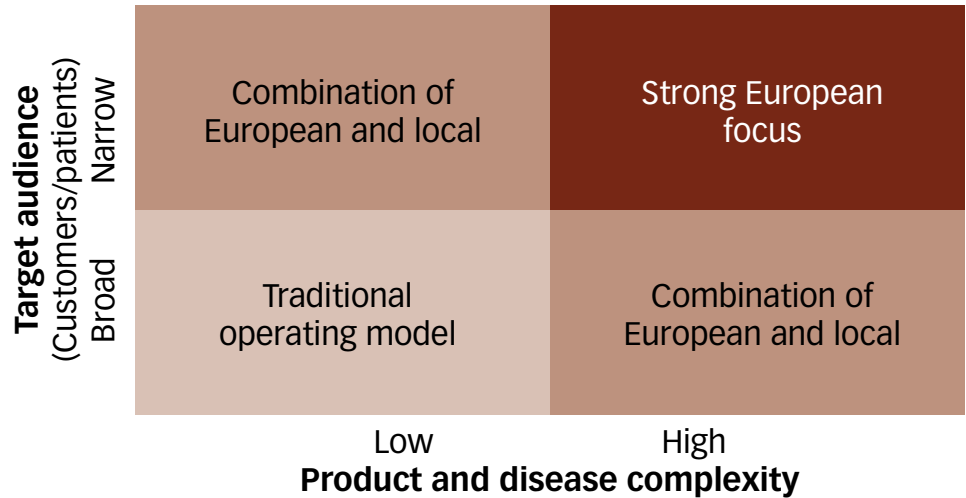 Target audience
(Customers/patients)
Narrow
Broad
Combination of
European and local
Strong European
focus
Traditional
operating model
Combination of
European and local
Low
High
Product and disease complexity